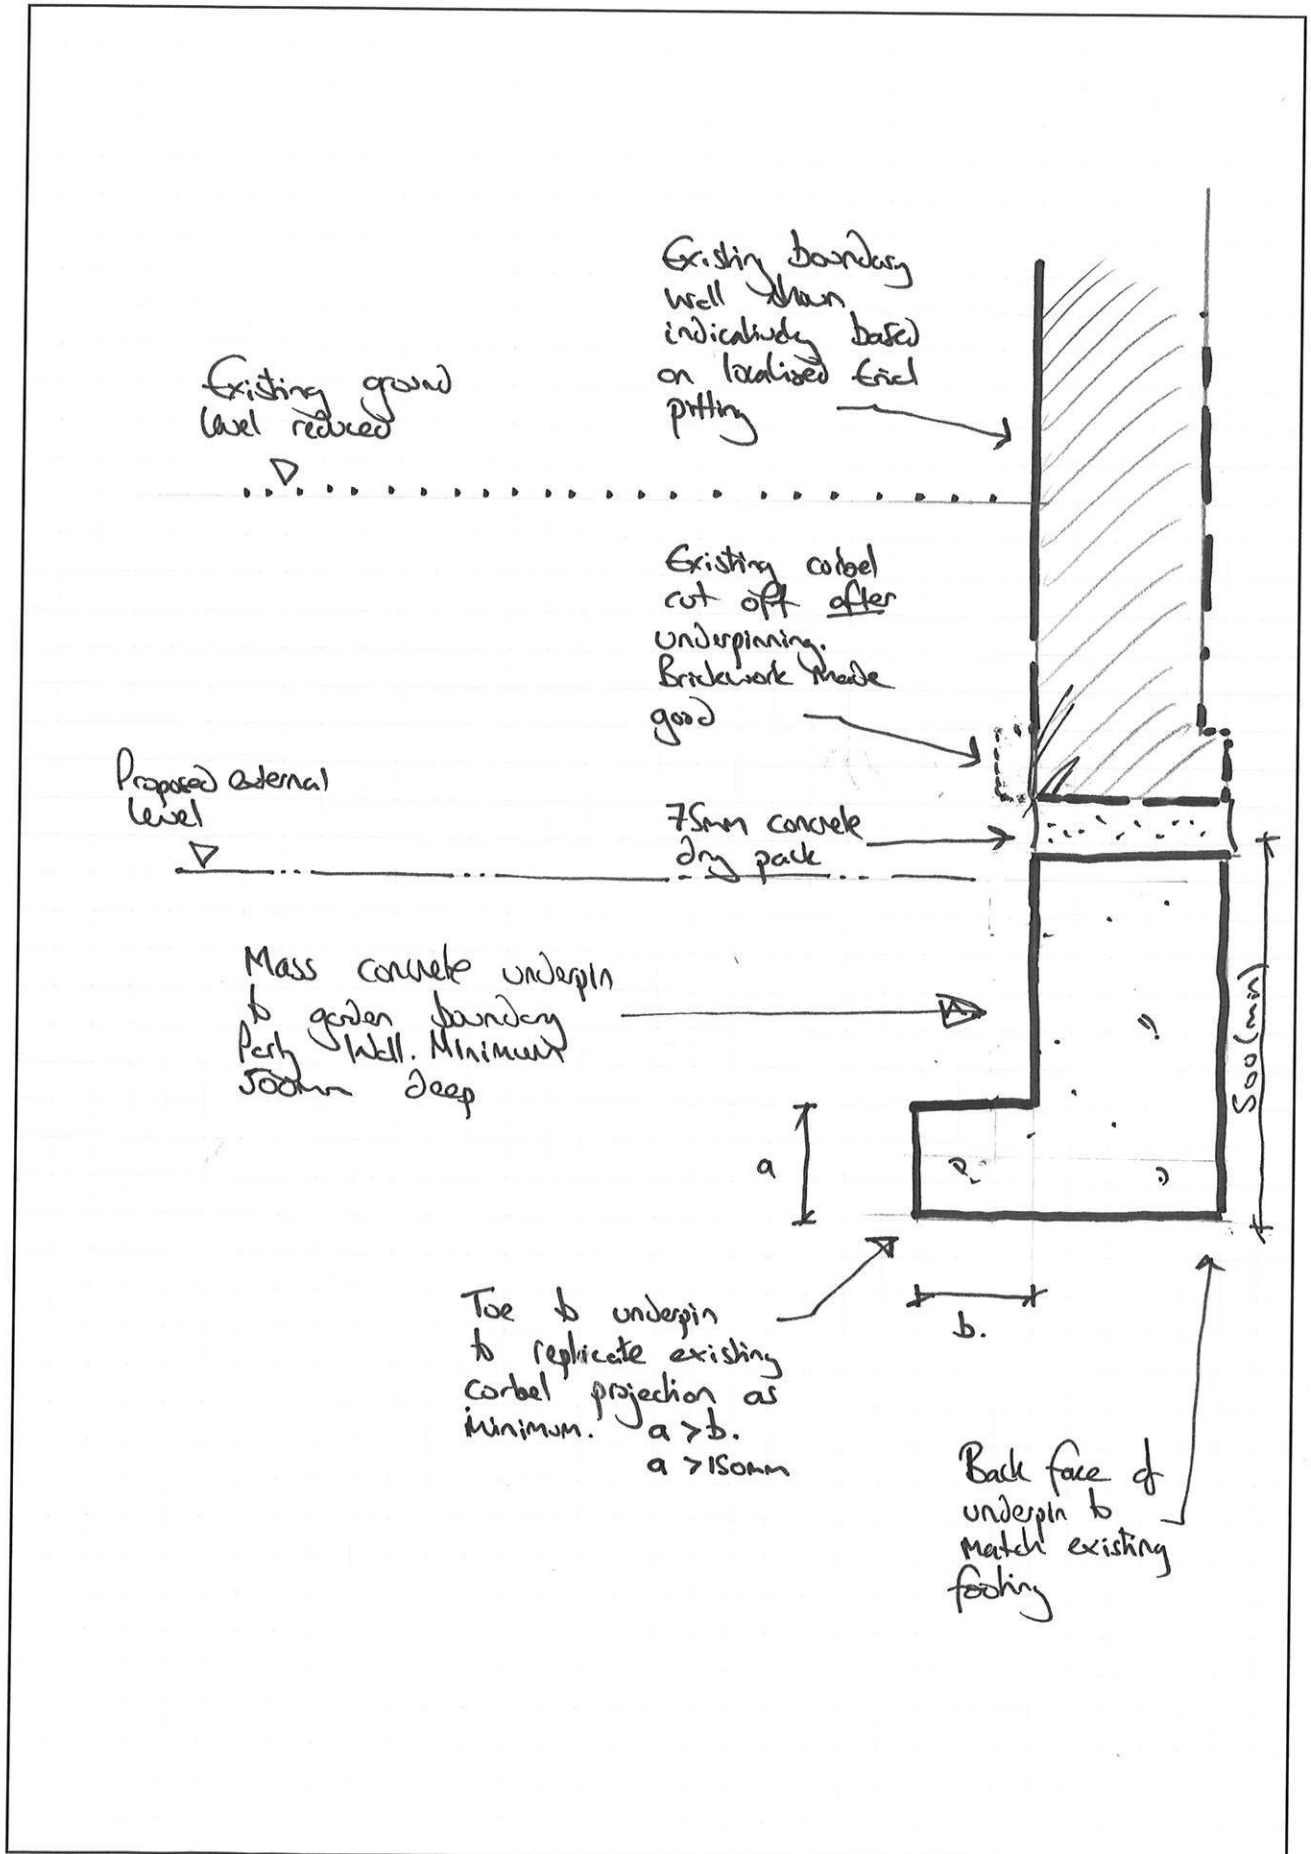 Existing boundary
wall shown
indicatively based
on localised trial
pitting
Existing ground
level reduced
Existing corbel
cut off after
underpinning.
Brickwork made
good
Proposed external
level
75mm concrete
dry pack
Mass concrete underpin
to garden boundary
Party Wall. Minimum
500mm deep
500(min)
a
b.
Toe to underpin
to replicate existing
corbel projection as
minimum. a > b.
a > 150mm
Back face of
underpin to
match existing
footing